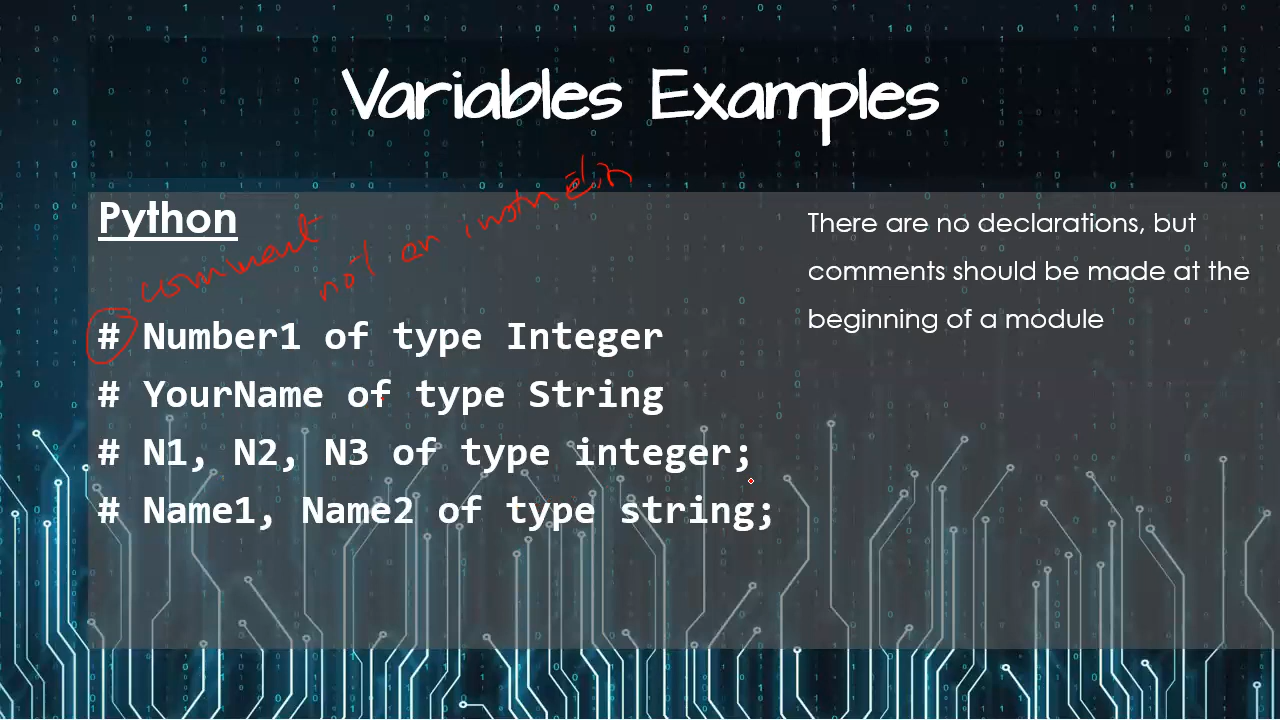 Variables Examples
Python
comment
not an instruction
# Number1 of type Integer
# YourName of type String
# N1, N2, N3 of type integer;
# Name1, Name2 of type string;
There are no declarations, but
comments should be made at the
beginning of a module